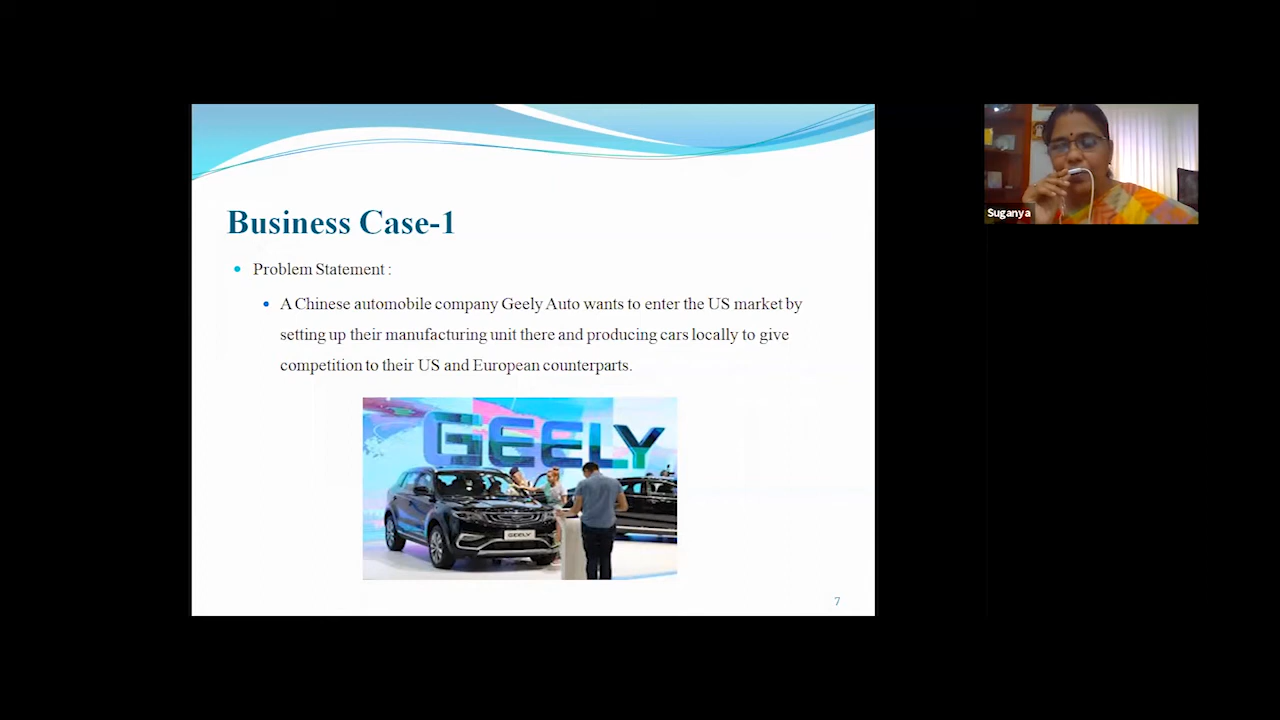 Business Case-1
Problem Statement :
A Chinese automobile company Geely Auto wants to enter the US market by
setting up their manufacturing unit there and producing cars locally to give
competition to their US and European counterparts.
GEELY
GEELY
7
Suganya